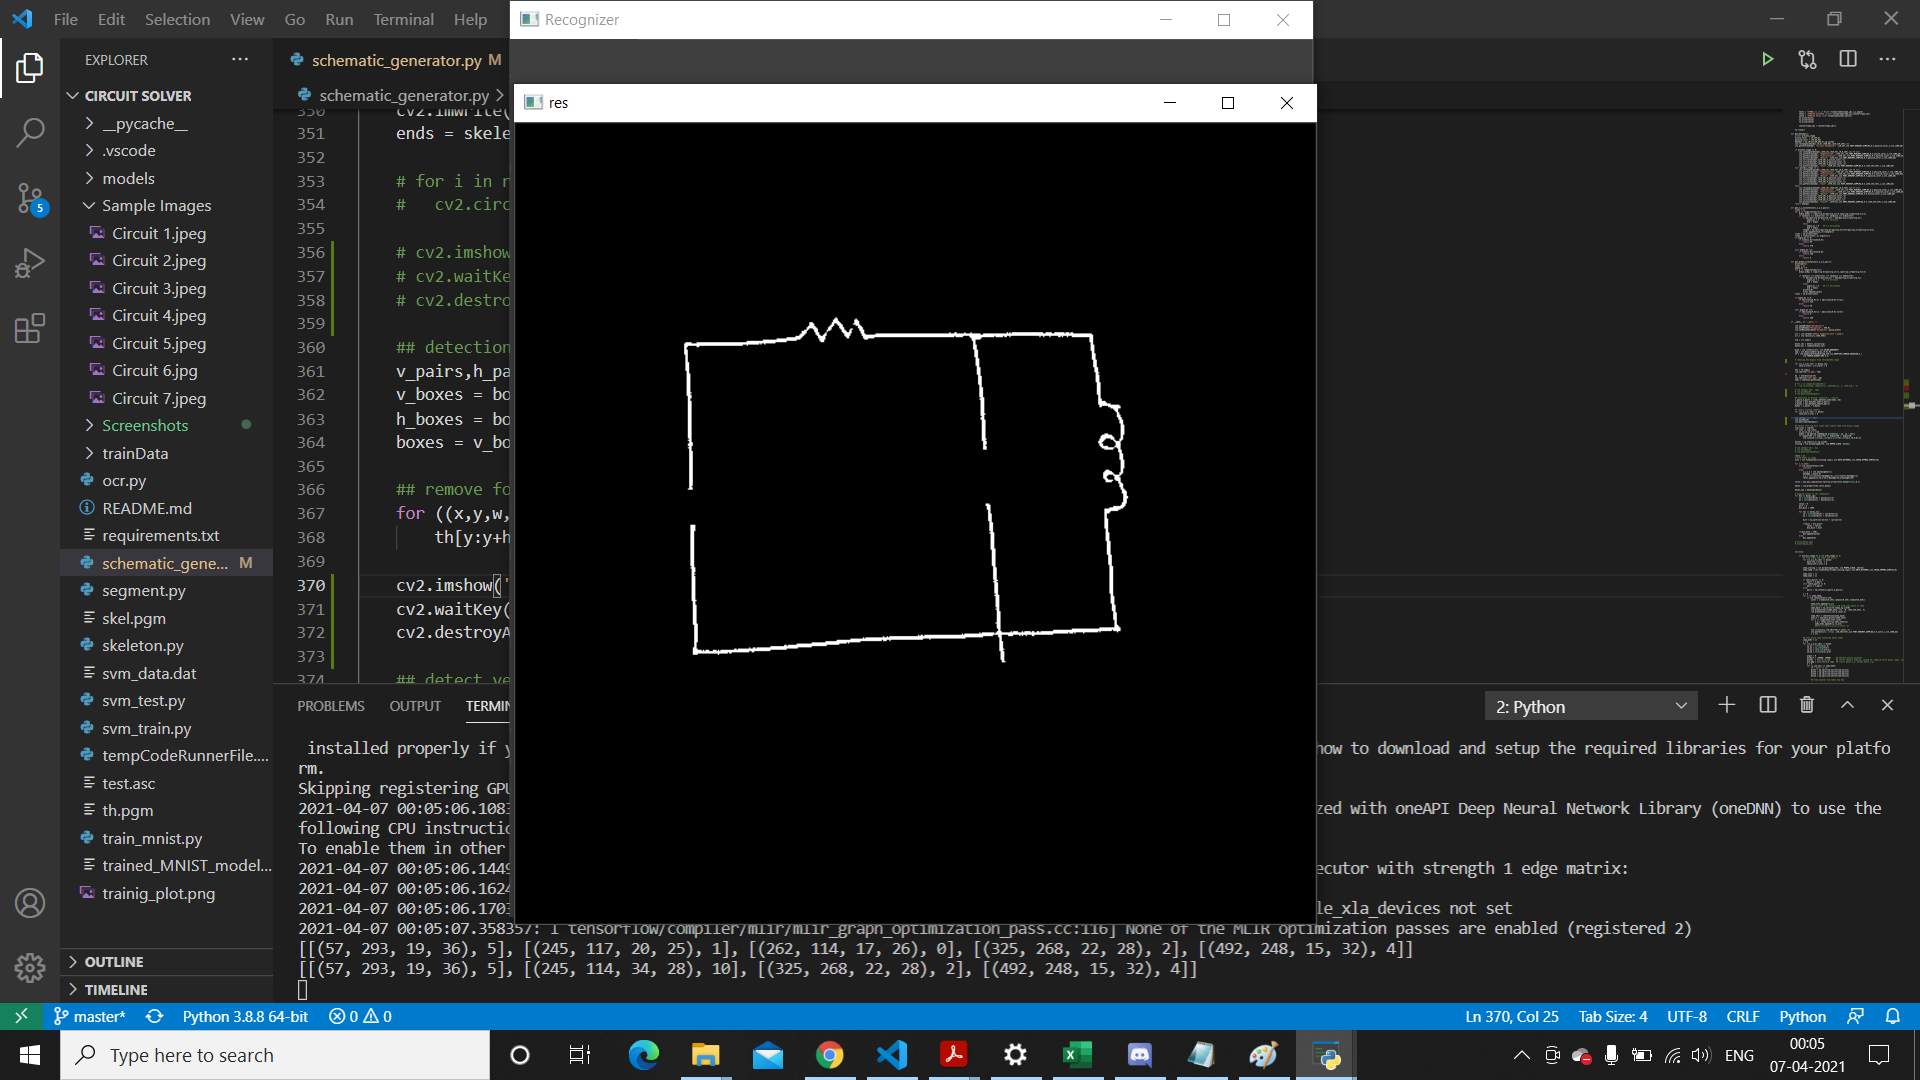 File Edit Selection View Go Run Terminal Help
Recognizer
EXPLORER
CIRCUIT SOLVER
__pycache__
.vscode
models
Sample Images
Circuit 1.jpeg
Circuit 2.jpeg
Circuit 3.jpeg
Circuit 4.jpeg
Circuit 5.jpeg
Circuit 6.jpg
Circuit 7.jpeg
Screenshots
trainData
ocr.py
README.md
requirements.txt
schematic_gene... M
segment.py
skel.pgm
skeleton.py
svm_data.dat
svm_test.py
svm_train.py
tempCodeRunnerFile....
test.asc
th.pgm
train_mnist.py
trained_MNIST_model...
trainig_plot.png
OUTLINE
TIMELINE
5
schematic_generator.py M
schematic_generator.py >
res
350 cv2.imwrite(
351 ends = skele
352
353 # for i in r
354 # cv2.circ
355
356 # cv2.imshow
357 # cv2.waitKe
358 # cv2.destro
359
360 ## detection
361 v_pairs,h_pa
362 v_boxes = bo
363 h_boxes = bo
364 boxes = v_bo
365
366 ## remove fo
367 for ((x,y,w,
368 th[y:y+h
369
370 cv2.imshow('
371 cv2.waitKey(
372 cv2.destroyA
373
374 ## detect ve
PROBLEMS OUTPUT TERMIN
2: Python
installed properly if y how to download and setup the required libraries for your platfo
rm.
Skipping registering GPU
2021-04-07 00:05:06.1083 zed with oneAPI Deep Neural Network Library (oneDNN) to use the
following CPU instructio
To enable them in other
2021-04-07 00:05:06.1449 ecutor with strength 1 edge matrix:
2021-04-07 00:05:06.1624
2021-04-07 00:05:06.1703 le_xla_devices not set
2021-04-07 00:05:07.358357: I tensorflow/compiler/mlir/mlir_graph_optimization_pass.cc:116] None of the MLIR optimization passes are enabled (registered 2)
[[(57, 293, 19, 36), 5], [(245, 117, 20, 25), 1], [(262, 114, 17, 26), 0], [(325, 268, 22, 28), 2], [(492, 248, 15, 32), 4]]
[[(57, 293, 19, 36), 5], [(245, 114, 34, 28), 10], [(325, 268, 22, 28), 2], [(492, 248, 15, 32), 4]]
master* Python 3.8.8 64-bit 0 0 Ln 370, Col 25 Tab Size: 4 UTF-8 CRLF Python
Type here to search
ENG
00:05
07-04-2021